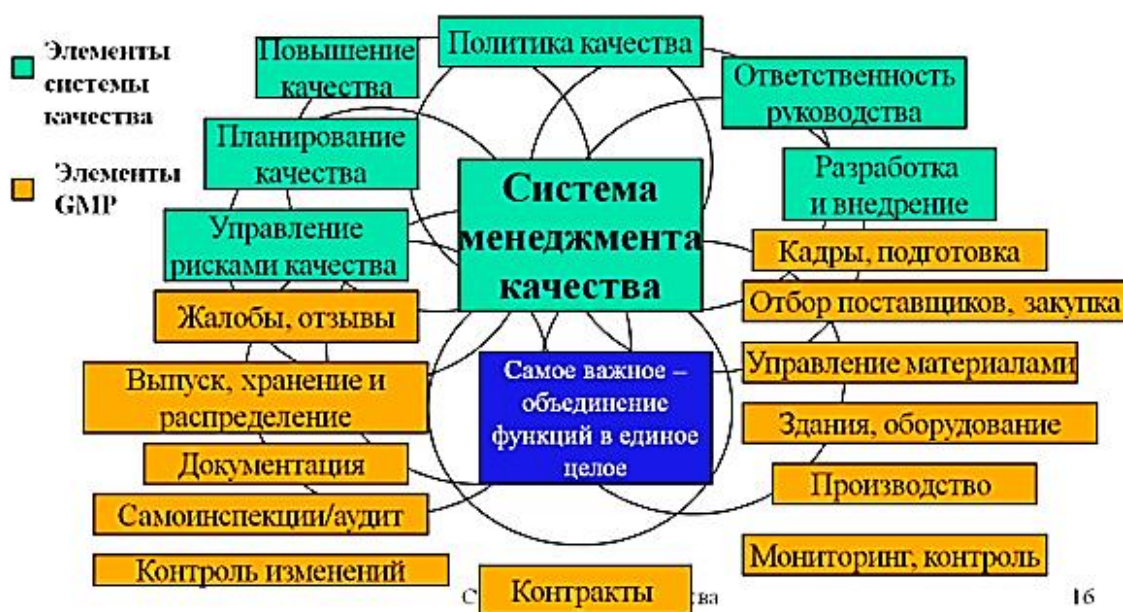 Элементы
системы
качества
Элементы
GMP
Повышение
качества
Политика качества
Ответственность
руководства
Планирование
качества
Разработка
и внедрение
Управление
рисками качества
Система
менеджмента
качества
Кадры, подготовка
Жалобы, отзывы
Отбор поставщиков, закупка
Выпуск, хранение и
распределение
Самое важное –
объединение
функций в единое
целое
Управление материалами
Здания, оборудование
Документация
Производство
Самоинспекции/аудит
Контроль изменений
Мониторинг, контроль
Контракты
16